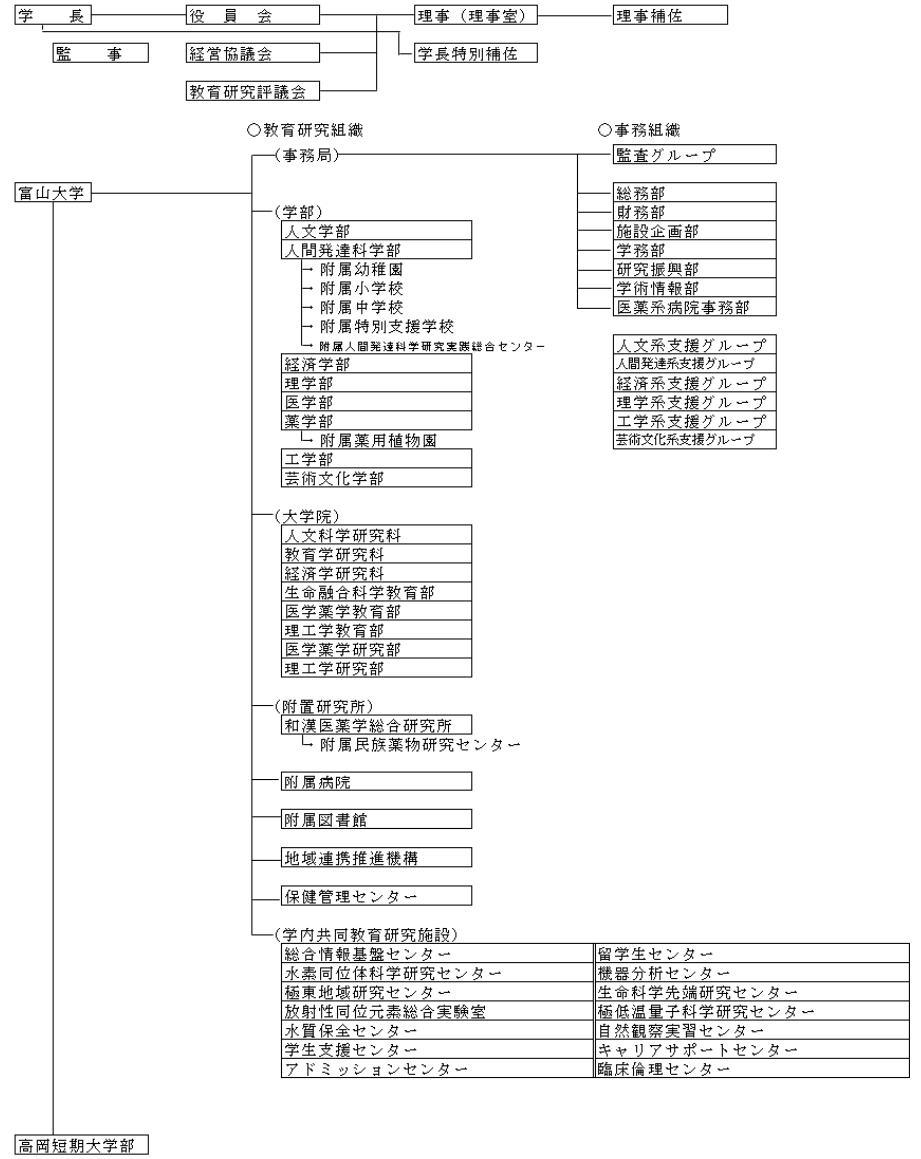 学　　長　役　員　会　理事（理事室）　理事補佐
監　　事　経営協議会　学長特別補佐
教育研究評議会
○教育研究組織　○事務組織
(事務局)　監査グループ
富山大学　総務部
(学部)　財務部
人文学部　施設企画部
人間発達科学部　学務部
附属幼稚園　研究振興部
附属小学校　学術情報部
附属中学校　医薬系病院事務部
附属特別支援学校
附属人間発達科学研究実践総合センター　人文系支援グループ
経済学部　人間発達系支援グループ
理学部　経済系支援グループ
医学部　理学系支援グループ
薬学部　工学系支援グループ
附属薬用植物園　芸術文化系支援グループ
工学部
芸術文化学部
(大学院)
人文科学研究科
教育学研究科
経済学研究科
生命融合科学教育部
医学薬学教育部
理工学教育部
医学薬学研究部
理工学研究部
(附置研究所)
和漢医薬学総合研究所
附属民族薬物研究センター
附属病院
附属図書館
地域連携推進機構
保健管理センター
(学内共同教育研究施設)
総合情報基盤センター　留学生センター
水素同位体科学研究センター　機器分析センター
極東地域研究センター　生命科学先端研究センター
放射性同位元素総合実験室　極低温量子科学研究センター
水質保全センター　自然観察実習センター
学生支援センター　キャリアサポートセンター
アドミッションセンター　臨床倫理センター
高岡短期大学部